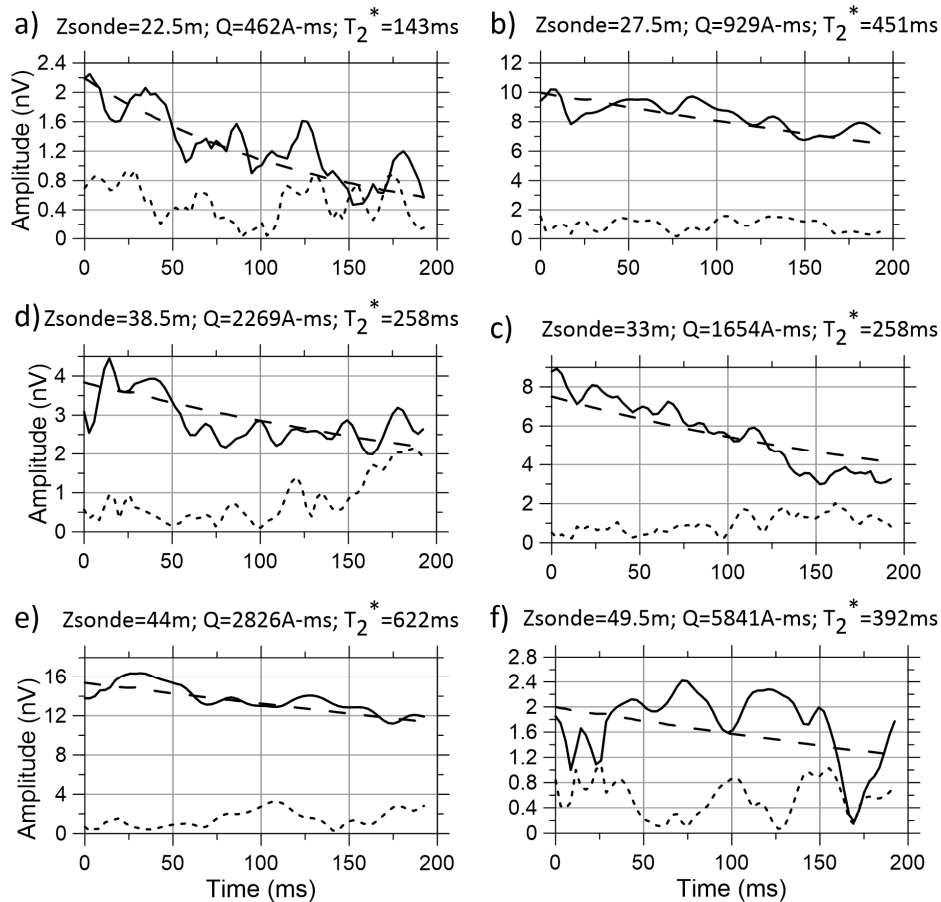 a) Zsonde=22.5m; Q=462A-ms; T2*=143ms
2.4
2
1.6
1.2
0.8
0.4
0
Amplitude (nV)
0 50 100 150 200
b) Zsonde=27.5m; Q=929A-ms; T2*=451ms
12
10
8
6
4
2
0
0 50 100 150 200
d) Zsonde=38.5m; Q=2269A-ms; T2*=258ms
4
3
2
1
0
Amplitude (nV)
0 50 100 150 200
c) Zsonde=33m; Q=1654A-ms; T2*=258ms
8
6
4
2
0
0 50 100 150 200
e) Zsonde=44m; Q=2826A-ms; T2*=622ms
16
12
8
4
0
Amplitude (nV)
0 50 100 150 200
Time (ms)
f) Zsonde=49.5m; Q=5841A-ms; T2*=392ms
2.8
2.4
2
1.6
1.2
0.8
0.4
0
0 50 100 150 200
Time (ms)